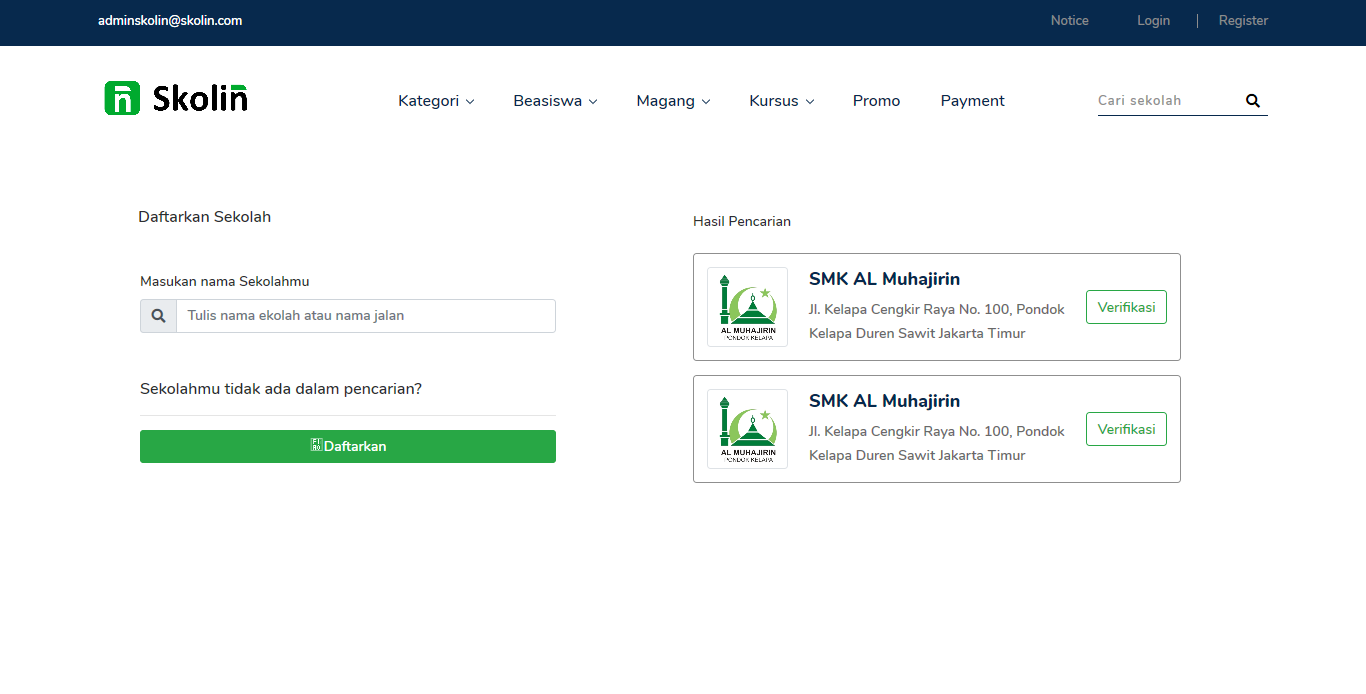 adminskolin@skolin.com
Notice
Login
Register
Skolin
Kategori
Beasiswa
Magang
Kursus
Promo
Payment
Cari sekolah
Daftarkan Sekolah
Masukan nama Sekolahmu
Tulis nama ekolah atau nama jalan
Sekolahmu tidak ada dalam pencarian?
Daftarkan
Hasil Pencarian
AL MUHAJIRIN
PONDOK KELAPA
SMK AL Muhajirin
Jl. Kelapa Cengkir Raya No. 100, Pondok
Kelapa Duren Sawit Jakarta Timur
Verifikasi
AL MUHAJIRIN
PONDOK KELAPA
SMK AL Muhajirin
Jl. Kelapa Cengkir Raya No. 100, Pondok
Kelapa Duren Sawit Jakarta Timur
Verifikasi